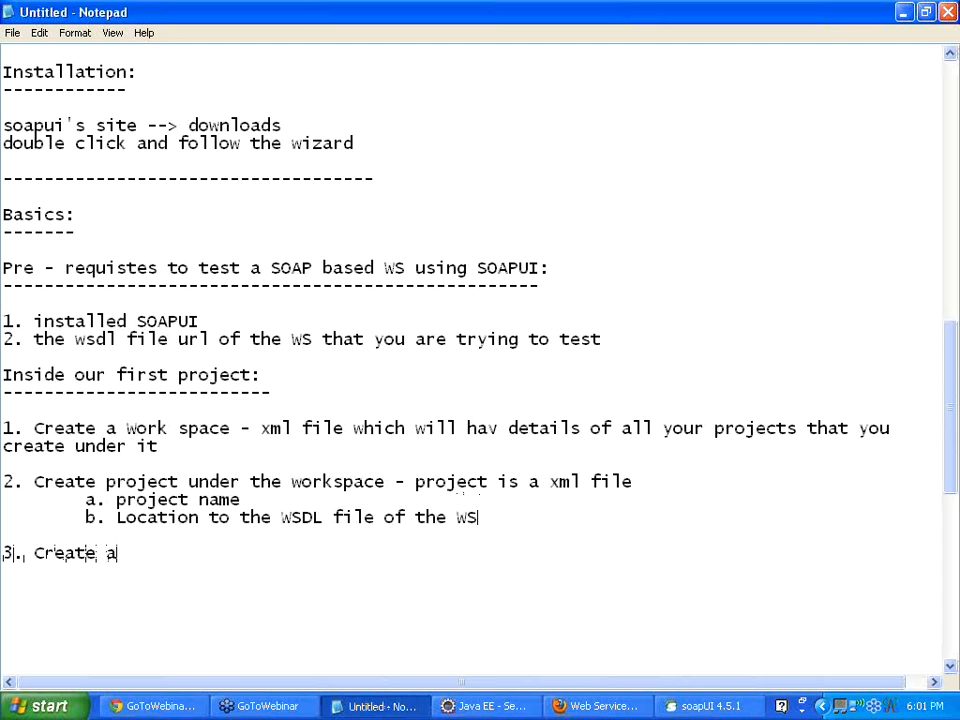 Untitled - Notepad
File Edit Format View Help
Installation:
------------
soapui's site --> downloads
double click and follow the wizard
------------------------------------
Basics:
-------
Pre - requistes to test a SOAP based WS using SOAPUI:
----------------------------------------------------
1. installed SOAPUI
2. the wsdl file url of the WS that you are trying to test
Inside our first project:
--------------------------
1. Create a Work space - xml file which will hav details of all your projects that you
create under it
2. Create project under the workspace - project is a xml file
a. project name
b. Location to the WSDL file of the WS
3. Create a
start GoToWebina... GoToWebinar Untitled - No... Java EE - Se... Web Service... soapUI 4.5.1 6:01 PM